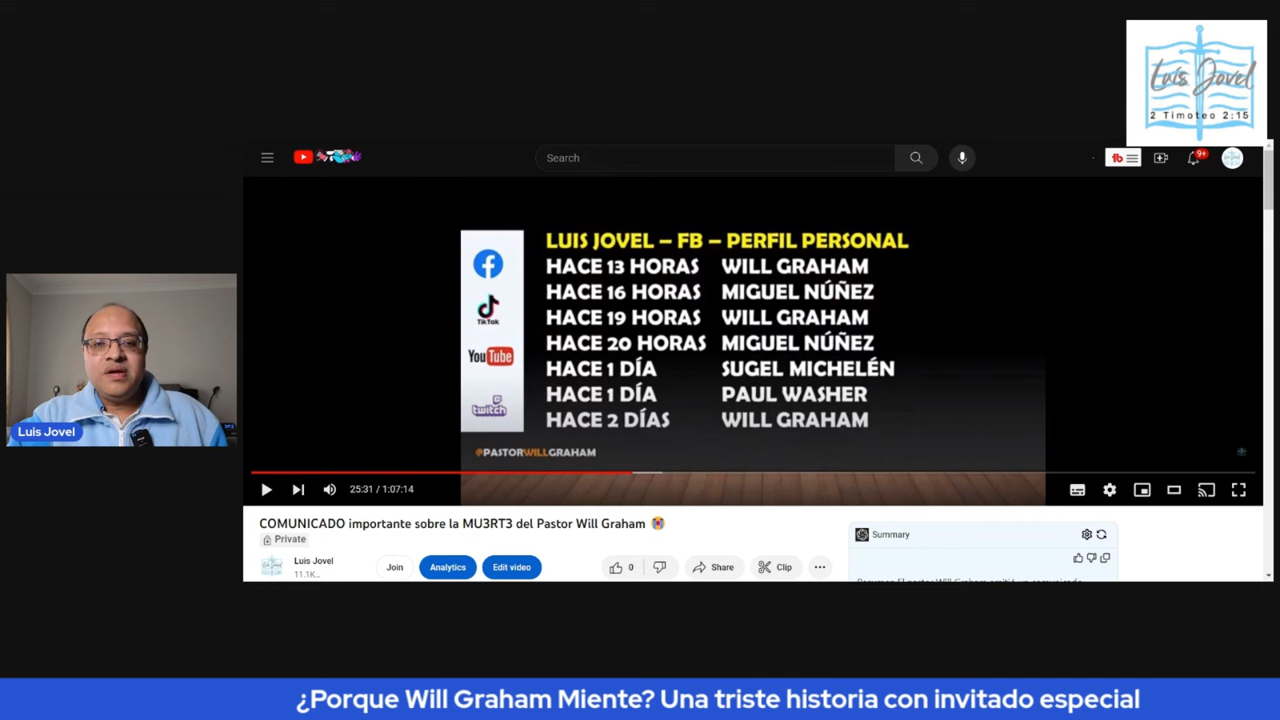 Luis Jovel
2 Timoteo 2:15
Search
9+
LUIS JOVEL – FB – PERFIL PERSONAL
HACE 13 HORAS WILL GRAHAM
HACE 16 HORAS MIGUEL NÚÑEZ
HACE 19 HORAS WILL GRAHAM
HACE 20 HORAS MIGUEL NÚÑEZ
HACE 1 DÍA SUGEL MICHELÉN
HACE 1 DÍA PAUL WASHER
HACE 2 DÍAS WILL GRAHAM
TikTok
YouTube
twitch
@PASTORWILLGRAHAM
Luis Jovel
25:31 / 1:07:14
COMUNICADO importante sobre la MU3RT3 del Pastor Will Graham
Private
Summary
Luis Jovel
11.1K...
Join
Analytics
Edit video
0
Share
Clip
¿Porque Will Graham Miente? Una triste historia con invitado especial